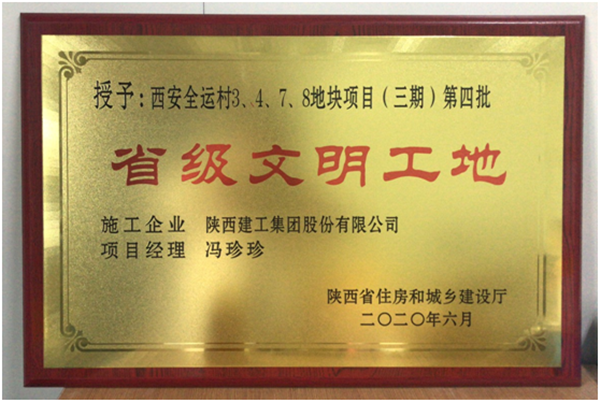 授予：西安全运村3、4、7、8地块项目（三期）第四批
省级文明工地
施工企业 陕西建工集团股份有限公司
项目经理 冯珍珍
陕西省住房和城乡建设厅
二〇二〇年六月